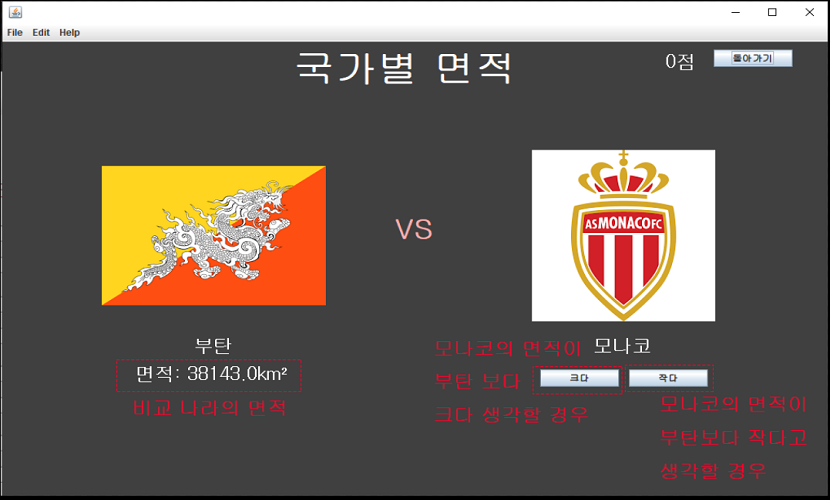 File Edit Help
국가별 면적
0점
돌아가기
ASMONACOFC
VS
부탄
면적: 38143.0km²
비교 나라의 면적
모나코
모나코의 면적이
부탄 보다
크다 생각할 경우
크다
작다
모나코의 면적이
부탄보다 작다고
생각할 경우